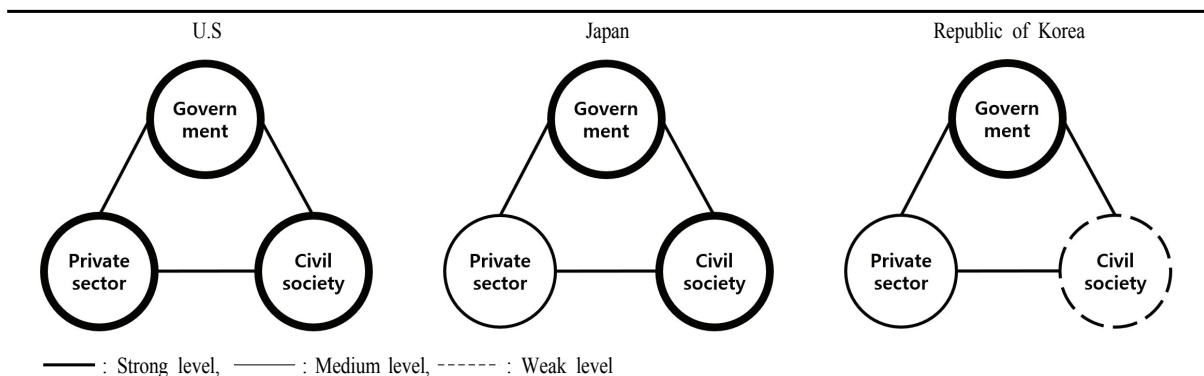 U.S
Japan
Republic of Korea
Govern
ment
Private
sector
Civil
society
Govern
ment
Private
sector
Civil
society
Govern
ment
Private
sector
Civil
society
: Strong level, : Medium level, : Weak level